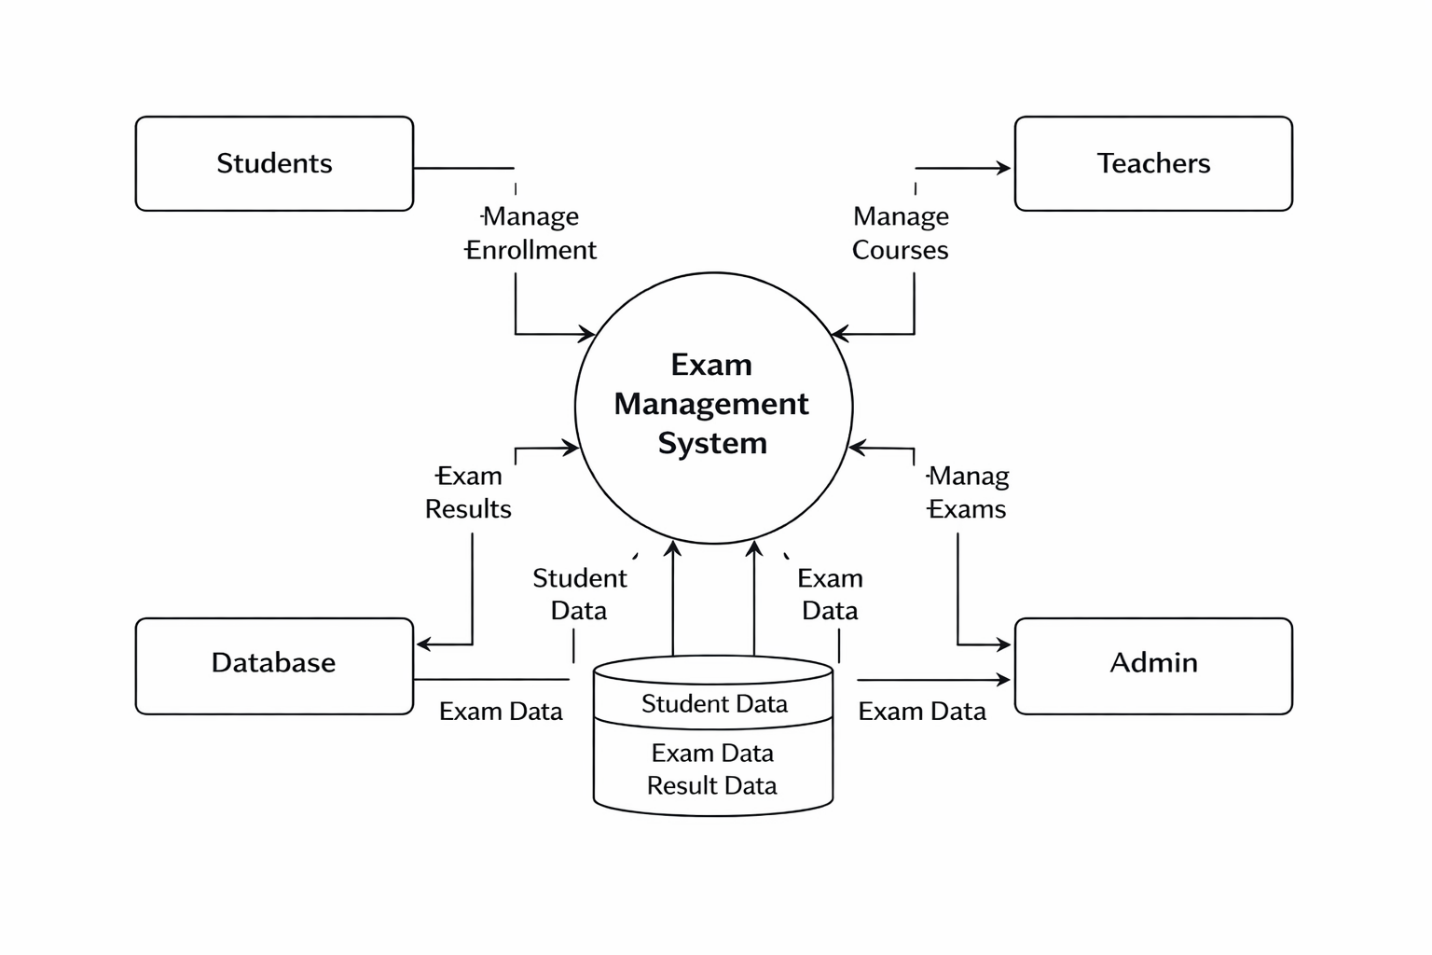 Students
Teachers
Manage
Enrollment
Manage
Courses
Exam
Management
System
Exam
Results
Manag
Exams
Student
Data
Exam
Data
Database
Admin
Exam Data
Student Data
Exam Data
Result Data
Exam Data